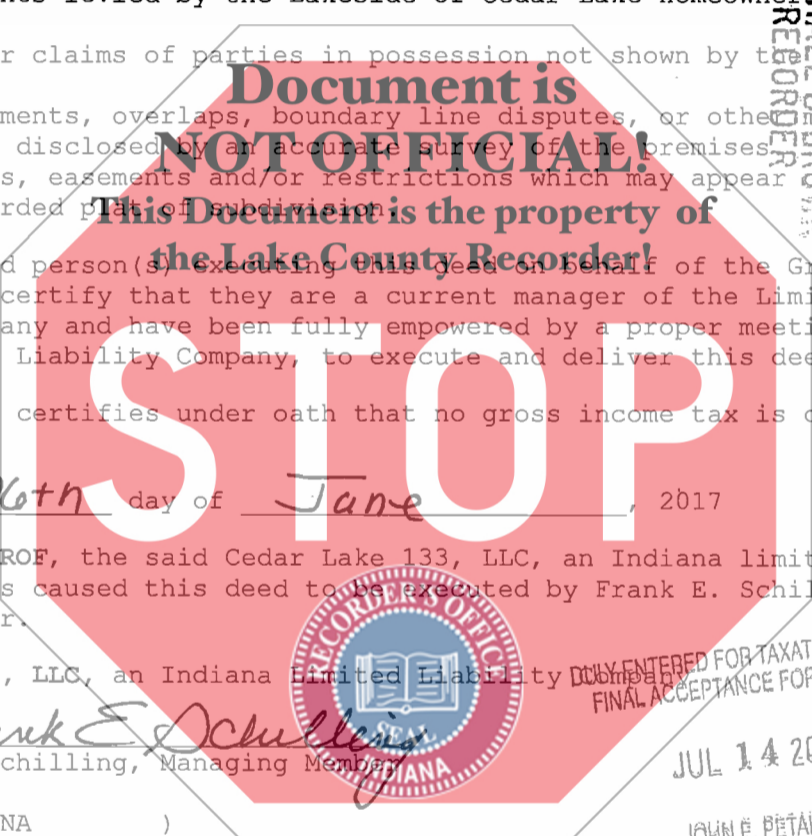 r claims of parties in possession not shown by the
Document is
ments, overlaps, boundary line disputes, or other
NOT OFFICIAL!
disclosed by an accurate survey of the premises
s, easements and/or restrictions which may appear
This Document is the property of
rded plat of subdivision.
the Lake County Recorder!
d person(s) executing this deed on behalf of the Gr
certify that they are a current manager of the Limi
any and have been fully empowered by a proper meeti
Liability Company, to execute and deliver this dee
STOP
certifies under oath that no gross income tax is
6th day of June, 2017
ROF, the said Cedar Lake 133, LLC, an Indiana limit
s caused this deed to be executed by Frank E. Schil
r.
RECORDER'S OFFICE
SEAL
INDIANA
, LLC, an Indiana Limited Liability Company
DULY ENTERED FOR TAXAT
FINAL ACCEPTANCE FOR
E Schilling
chilling, Managing Member
JUL 14 20
NA )
RECORDER